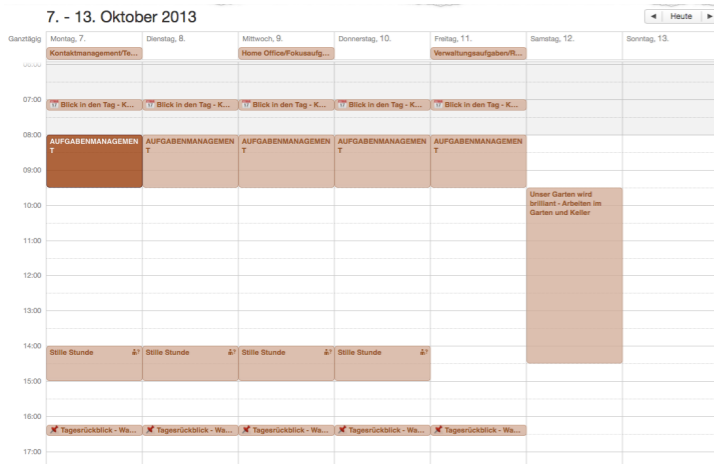 7. - 13. Oktober 2013
Heute
Ganztägig
Montag, 7.
Dienstag, 8.
Mittwoch, 9.
Donnerstag, 10.
Freitag, 11.
Samstag, 12.
Sonntag, 13.
Kontaktmanagement/Te...
Home Office/Fokusaufg...
Verwaltungsaufgaben/R...
07:00
Blick in den Tag - K...
Blick in den Tag - K...
Blick in den Tag - K...
Blick in den Tag - K...
Blick in den Tag - K...
08:00
AUFGABENMANAGEMEN
T
AUFGABENMANAGEMEN
T
AUFGABENMANAGEMEN
T
AUFGABENMANAGEMEN
T
AUFGABENMANAGEMEN
T
09:00
Unser Garten wird
brilliant - Arbeiten im
Garten und Keller
10:00
11:00
12:00
13:00
14:00
Stille Stunde
Stille Stunde
Stille Stunde
Stille Stunde
15:00
16:00
Tagesrückblick - Wa...
Tagesrückblick - Wa...
Tagesrückblick - Wa...
Tagesrückblick - Wa...
Tagesrückblick - Wa...
17:00